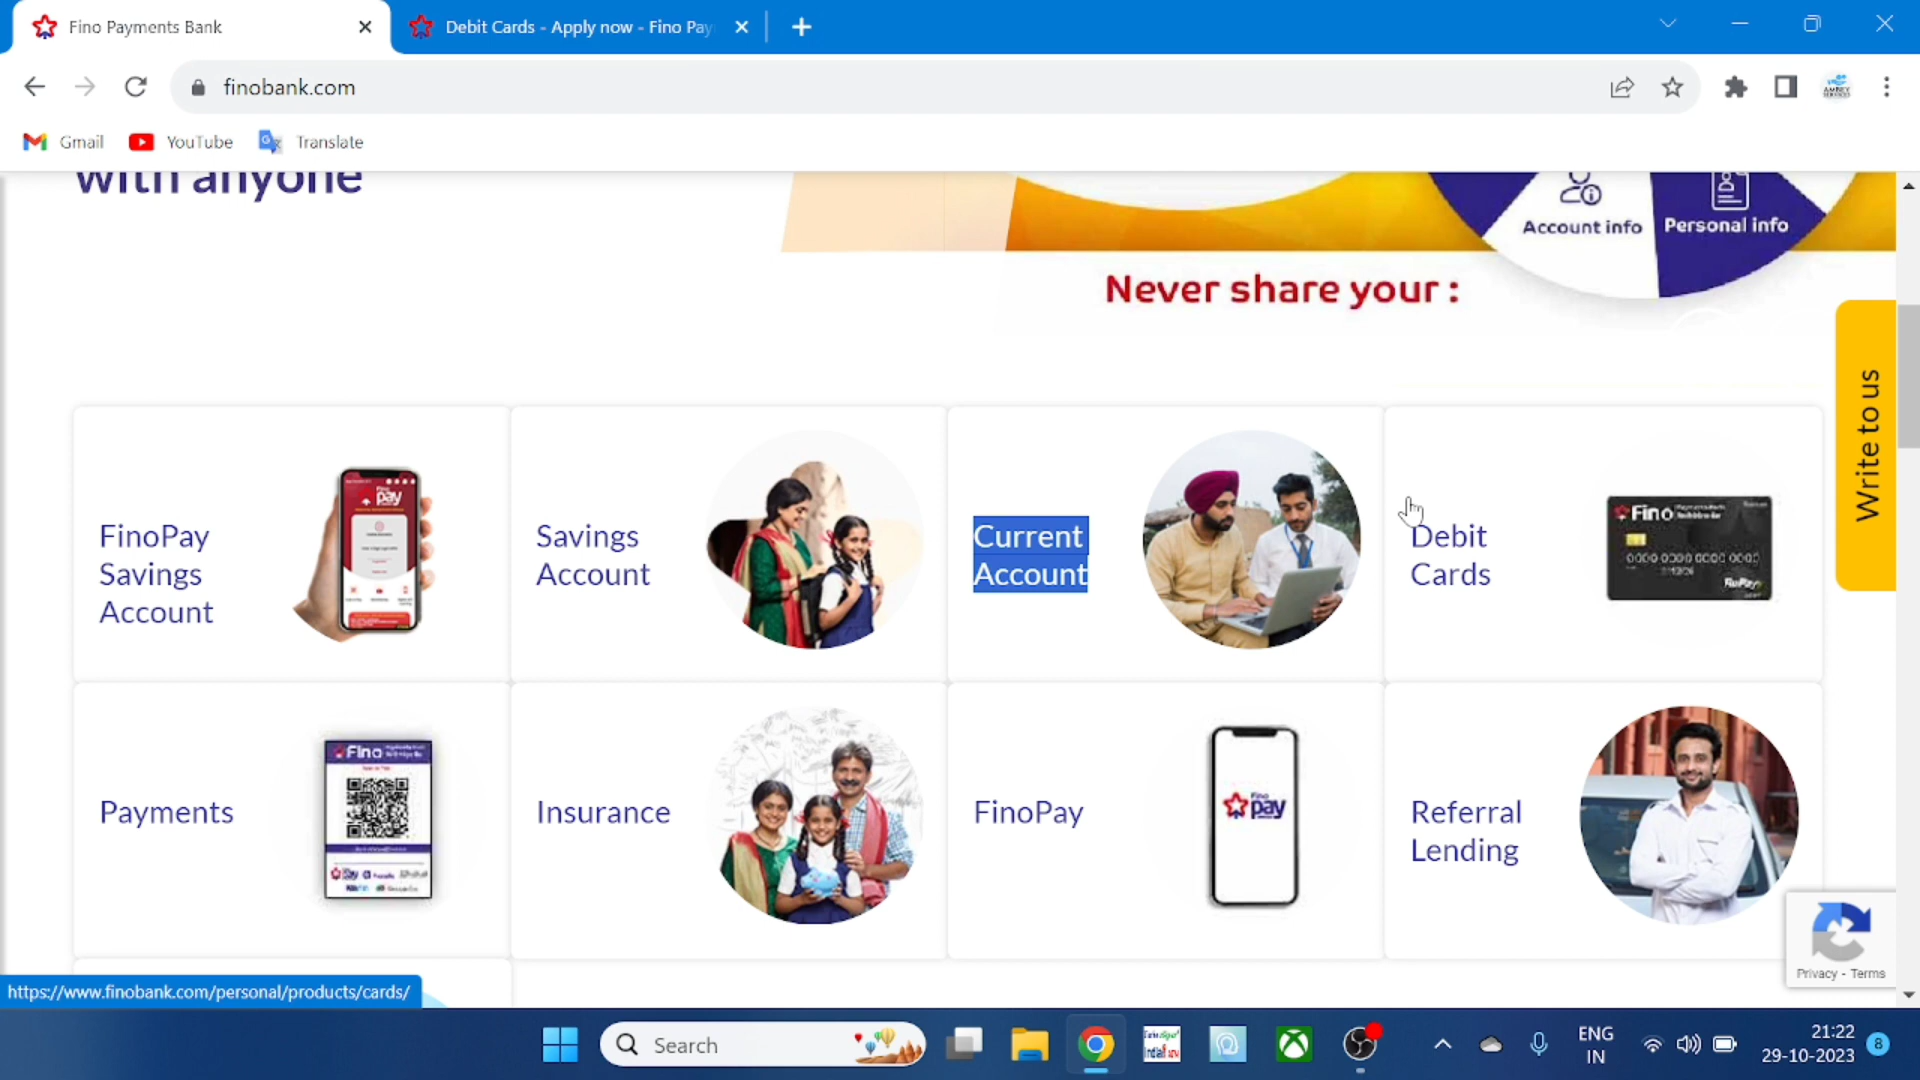 Fino Payments Bank
Debit Cards - Apply now - Fino Pay
finobank.com
Gmail
YouTube
Translate
with anyone
Account info
Personal info
Never share your :
Write to us
FinoPay
Savings
Account
pay
Savings
Account
Current
Account
Debit
Cards
Fino
0000 0000 0000 0000
Payments
Fino
Insurance
FinoPay
Fino
pay
Referral
Lending
Privacy - Terms
https://www.finobank.com/personal/products/cards/
Search
ENG
IN
21:22
29-10-2023
8